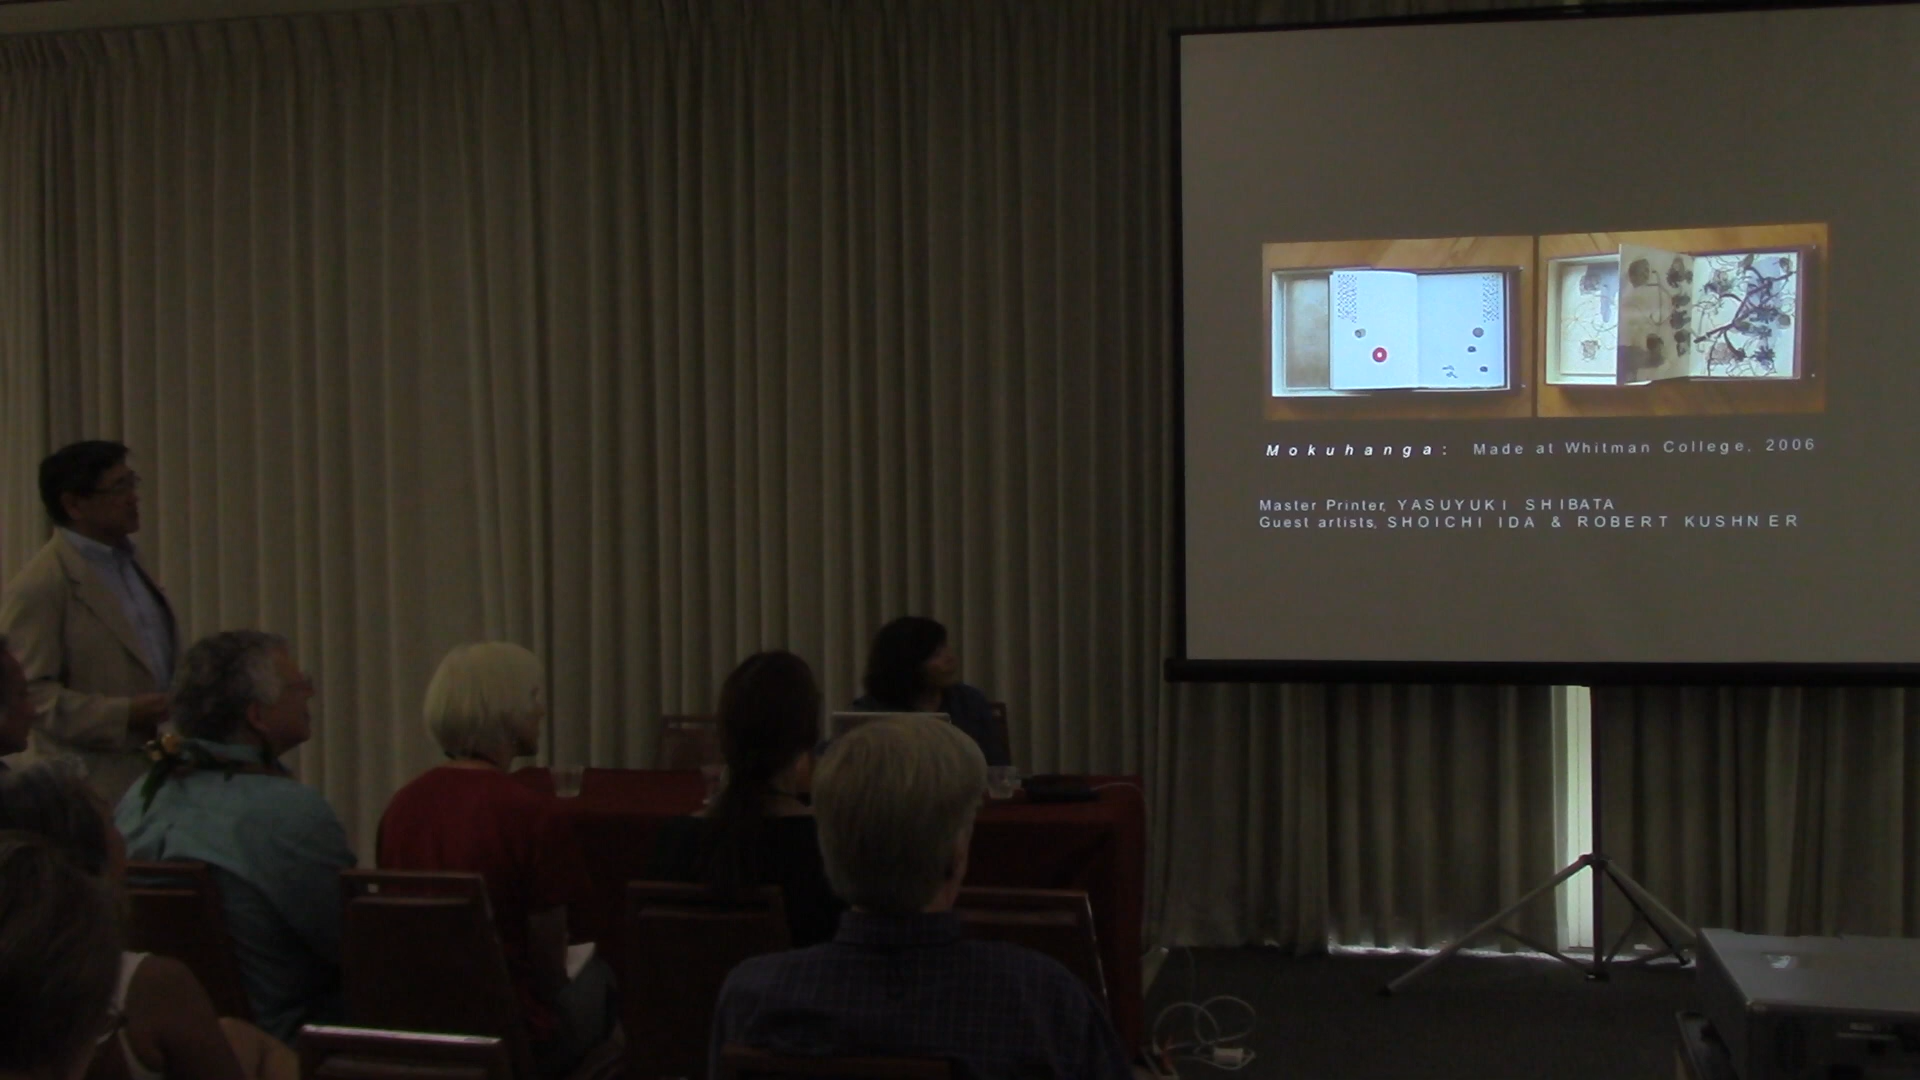 Mokuhanga: Made at Whitman College, 2006
Master Printer, YASUYUKI SHIBATA
Guest artists, SHOICHI IDA & ROBERT KUSHNER